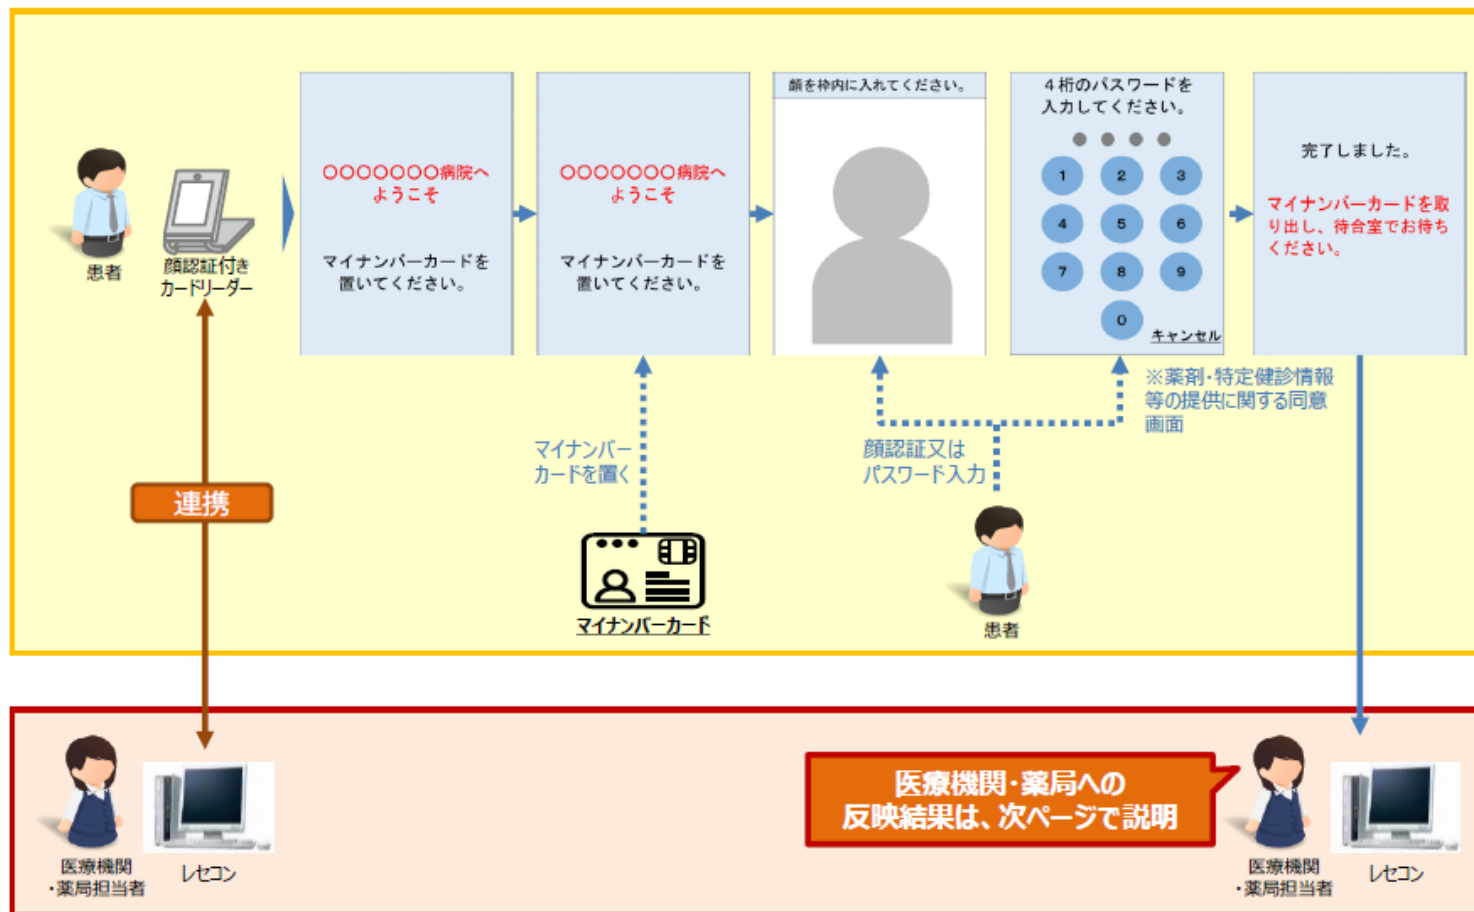 患者
顔認証付き
カードリーダー
〇〇〇〇〇〇〇病院へ
ようこそ
マイナンバーカードを
置いてください。
〇〇〇〇〇〇〇病院へ
ようこそ
マイナンバーカードを
置いてください。
顔を枠内に入れてください。
4桁のパスワードを
入力してください。
1 2 3
4 5 6
7 8 9
0
キャンセル
完了しました。
マイナンバーカードを取
り出し、待合室でお待ち
ください。
マイナンバー
カードを置く
顔認証又は
パスワード入力
※薬剤・特定健診情報
等の提供に関する同意
画面
連携
マイナンバーカード
患者
医療機関
・薬局担当者
レセコン
医療機関・薬局への
反映結果は、次ページで説明
医療機関
・薬局担当者
レセコン